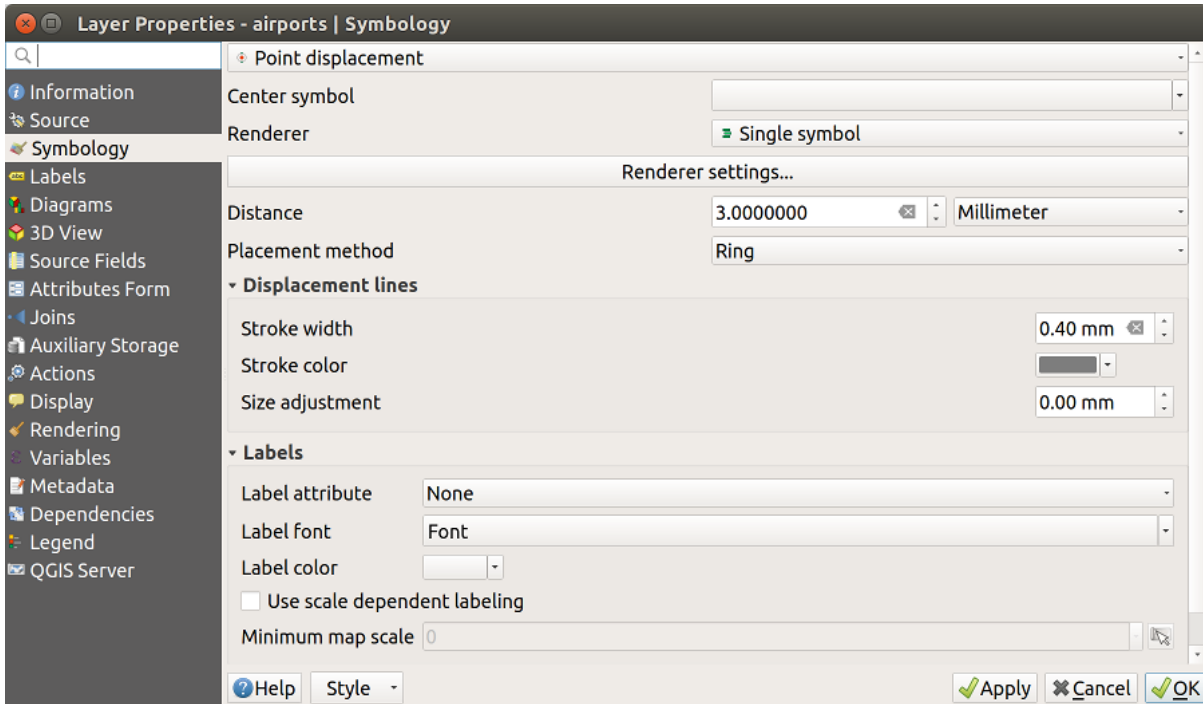 Layer Properties - airports | Symbology
Information
Source
Symbology
Labels
Diagrams
3D View
Source Fields
Attributes Form
Joins
Auxiliary Storage
Actions
Display
Rendering
Variables
Metadata
Dependencies
Legend
QGIS Server
Point displacement
Center symbol
Renderer Single symbol
Renderer settings...
Distance 3.0000000 Millimeter
Placement method Ring
Displacement lines
Stroke width 0.40 mm
Stroke color
Size adjustment 0.00 mm
Labels
Label attribute None
Label font Font
Label color
Use scale dependent labeling
Minimum map scale 0
Help Style Apply Cancel OK